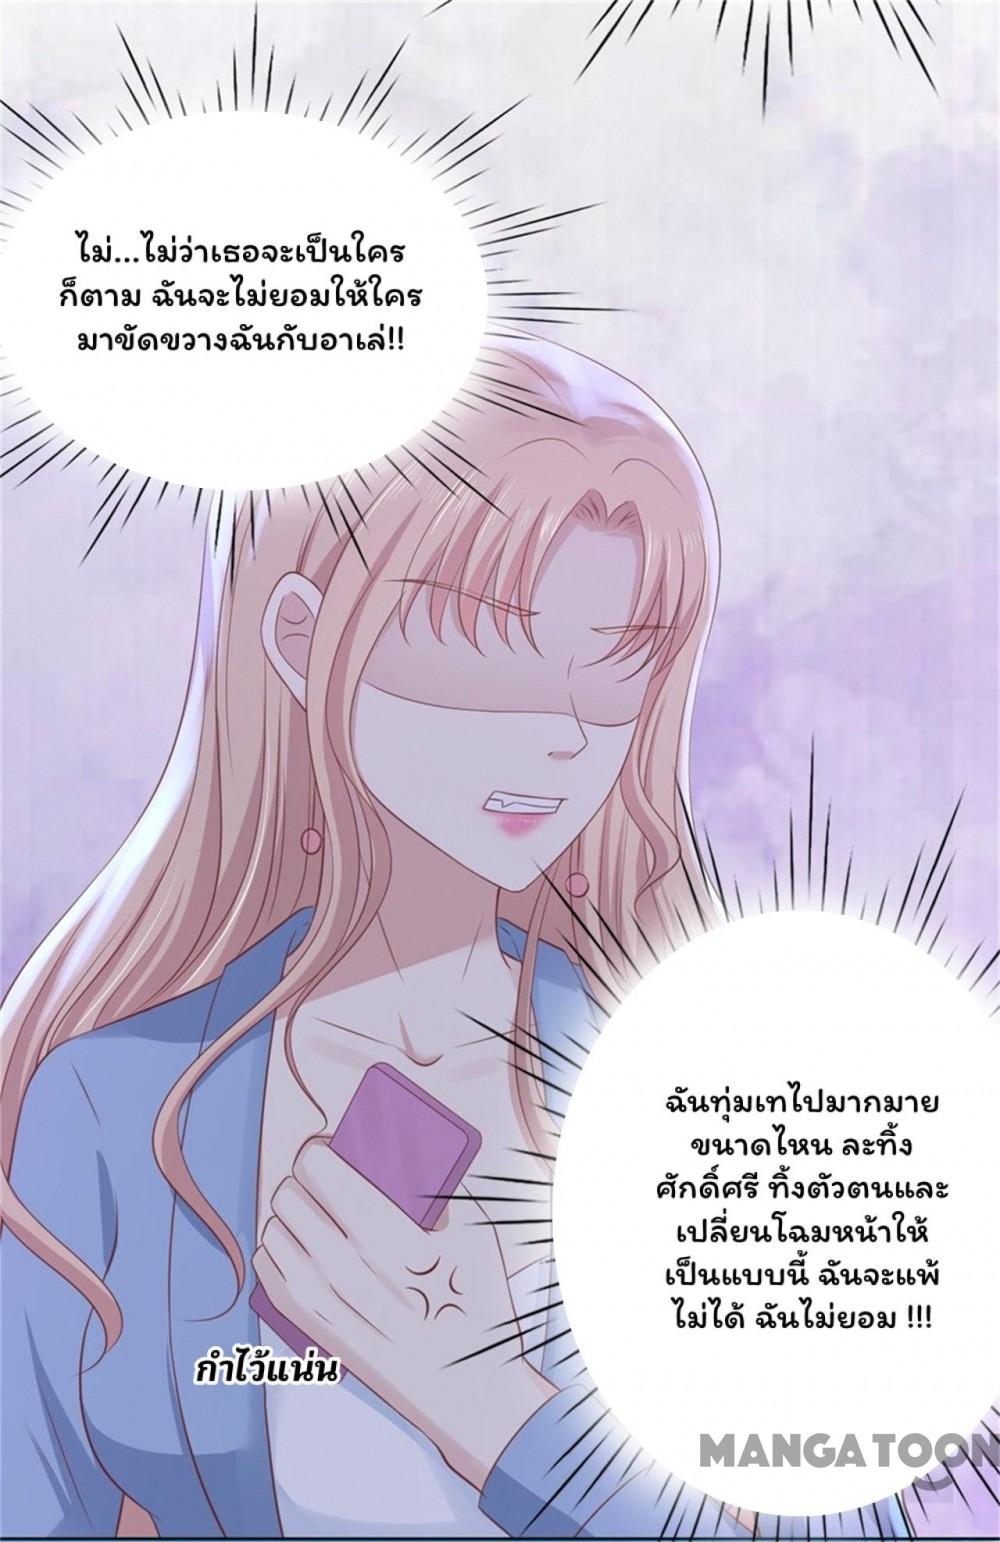 ไม่...ไม่ว่าเธอจะเป็นใคร
ก็ตาม ฉันจะไม่ยอมให้ใคร
มาขัดขวางฉันกับอาเล่!!
ฉันทุ่มเทไปมากมาย
ขนาดไหน ละทิ้ง
ศักดิ์ศรี ทิ้งตัวตนและ
เปลี่ยนโฉมหน้าให้
เป็นแบบนี้ ฉันจะแพ้
ไม่ได้ ฉันไม่ยอม !!!
กำไว้แน่น
MANGATOON